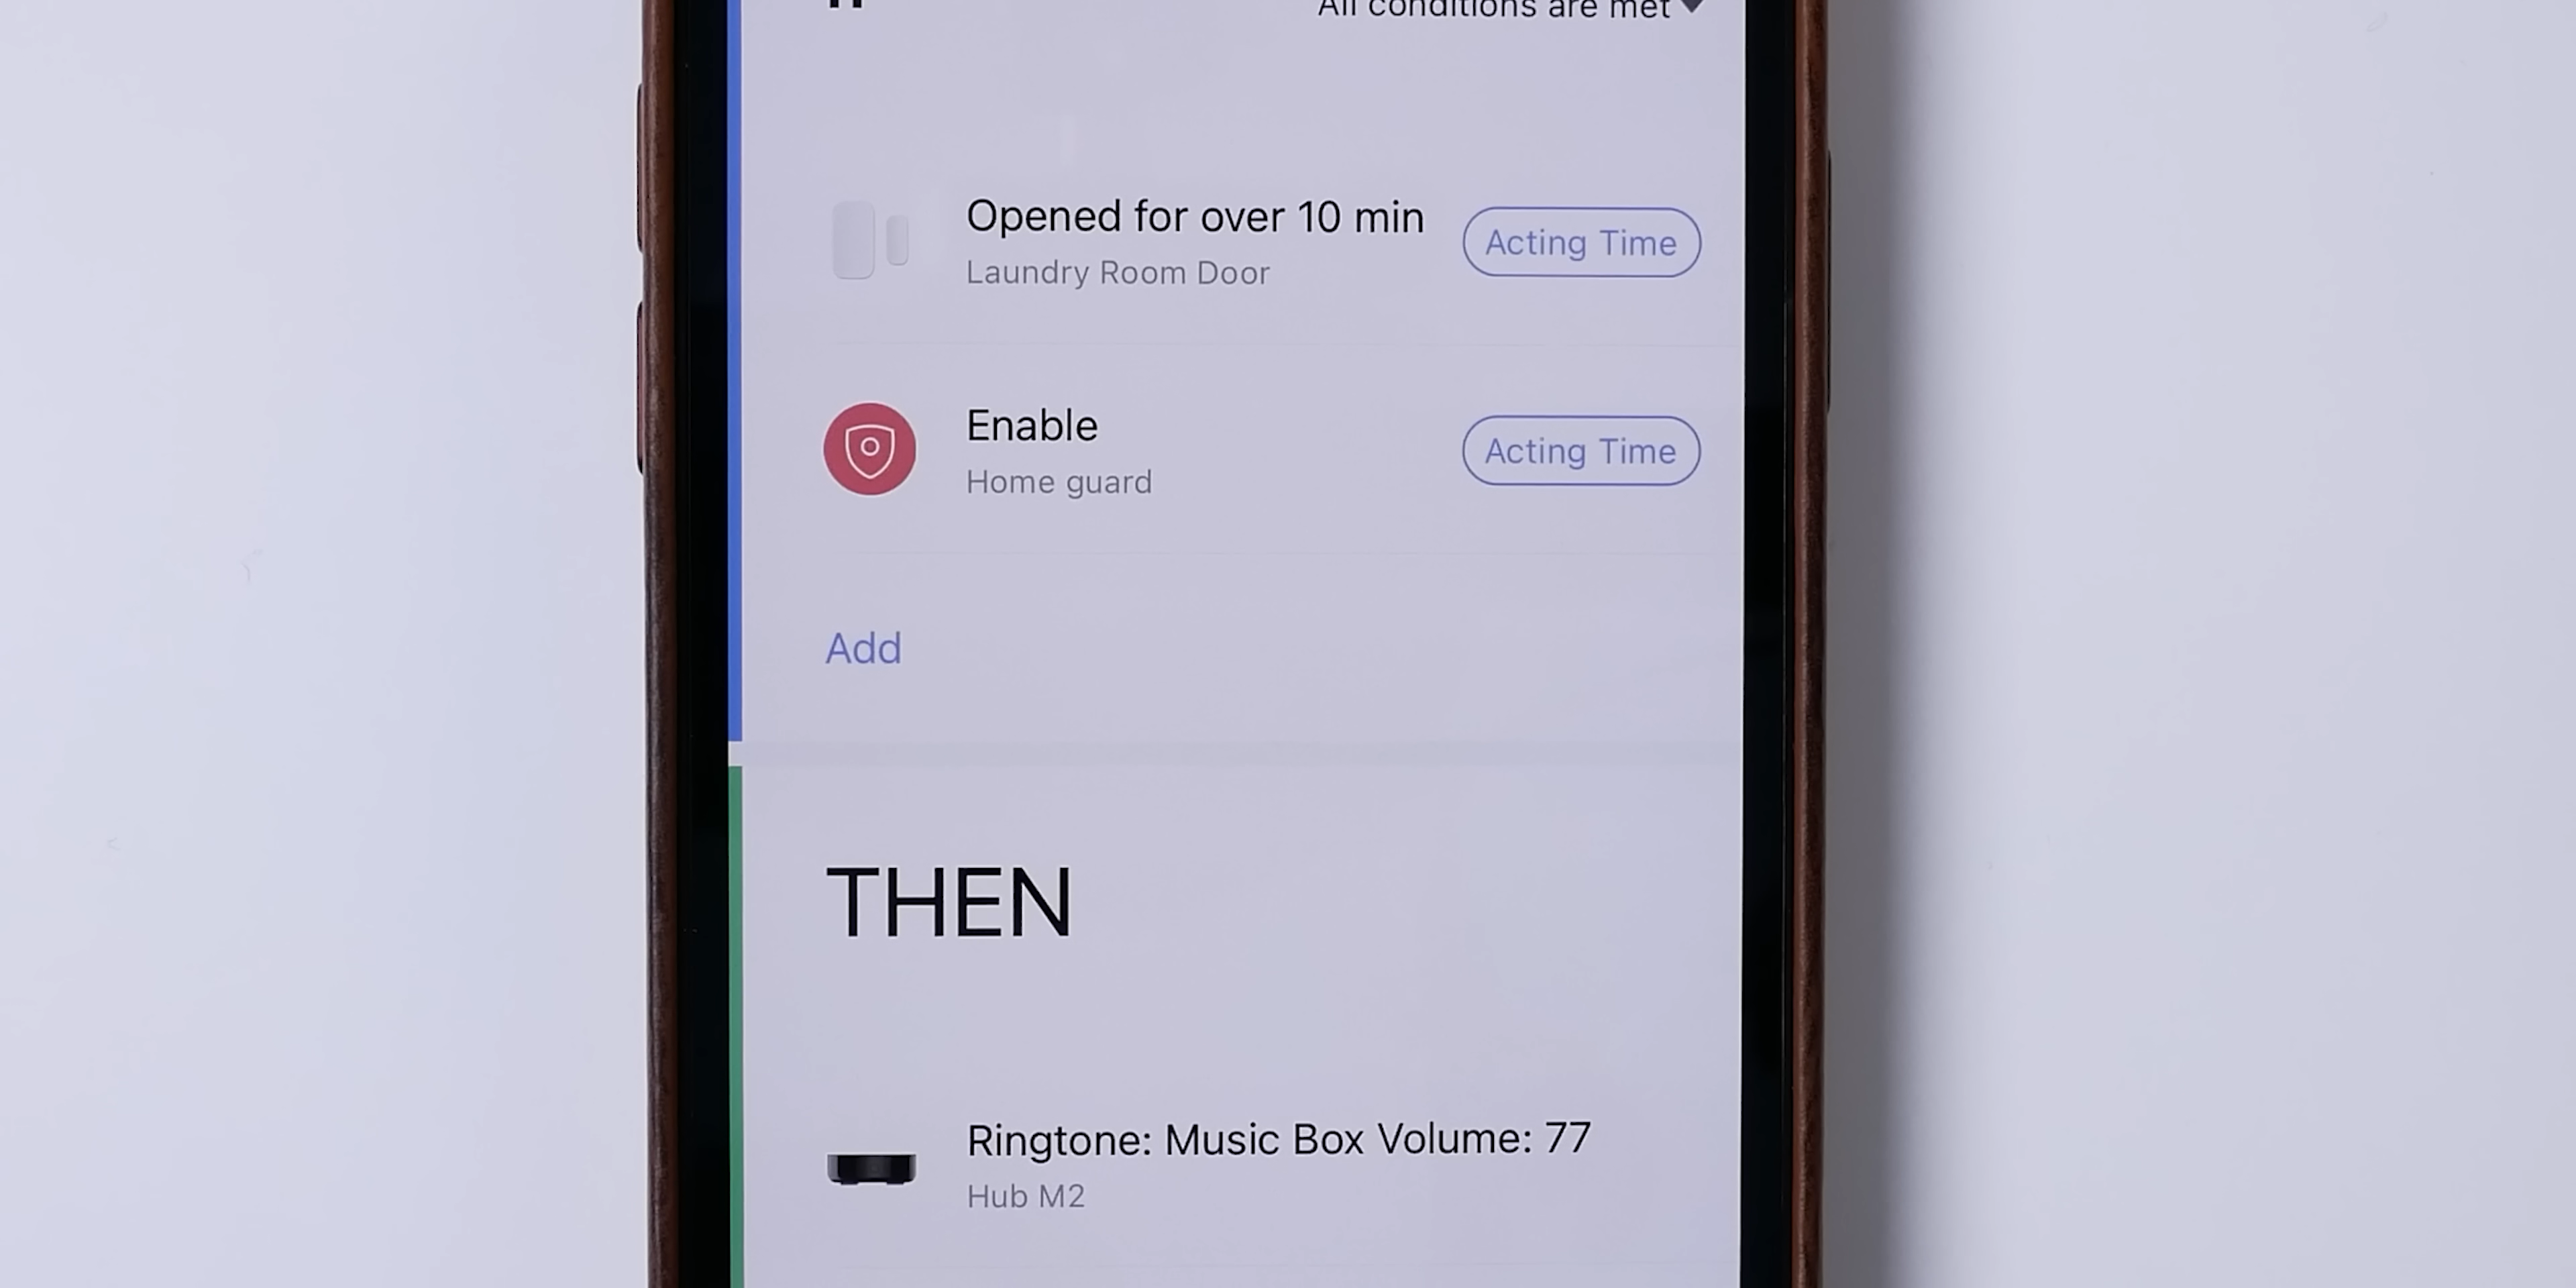 All conditions are met
Opened for over 10 min
Acting Time
Laundry Room Door
Enable
Acting Time
Home guard
Add
THEN
Ringtone: Music Box Volume: 77
Hub M2